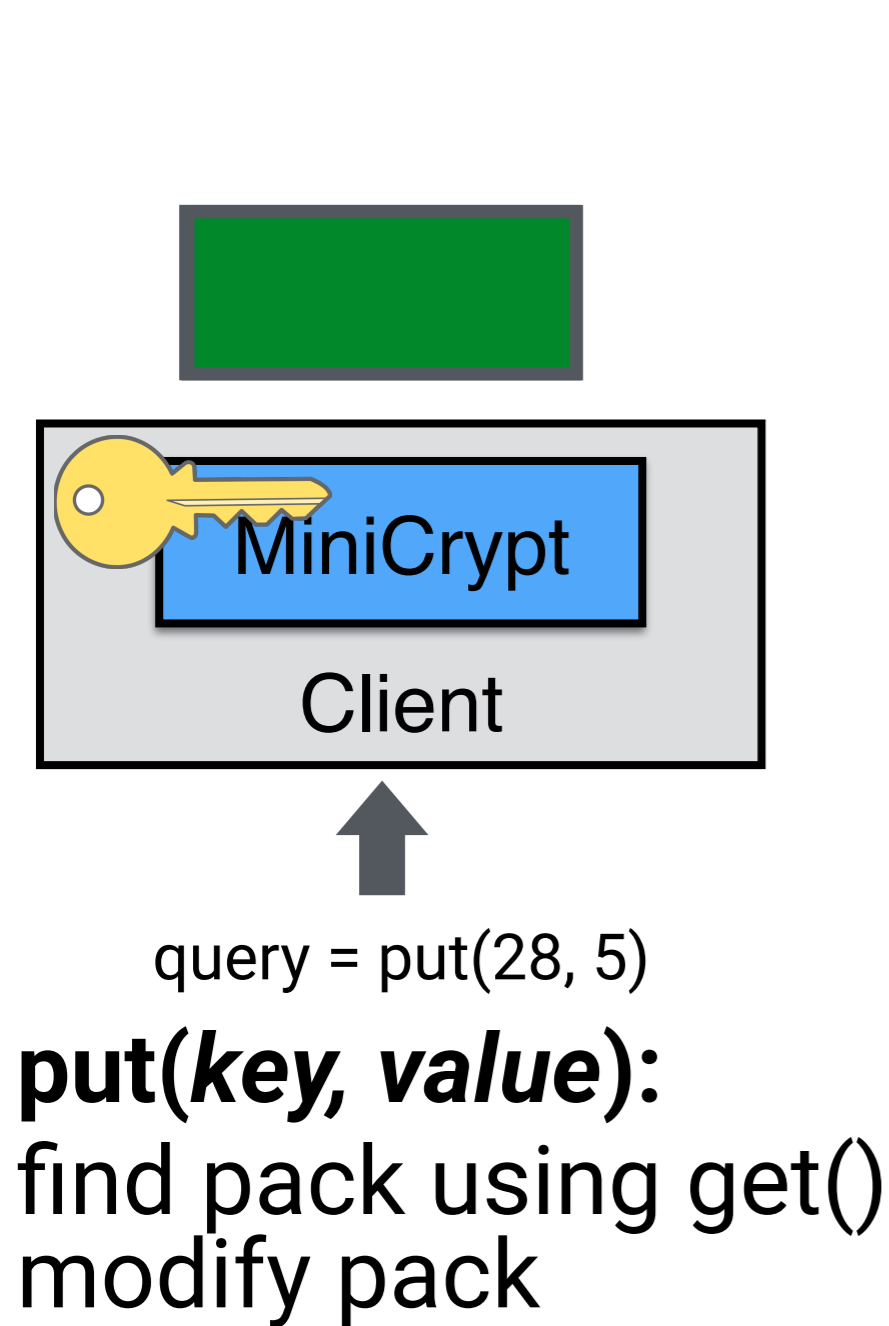 MiniCrypt
Client
query = put(28, 5)
put(key, value):
find pack using get()
modify pack